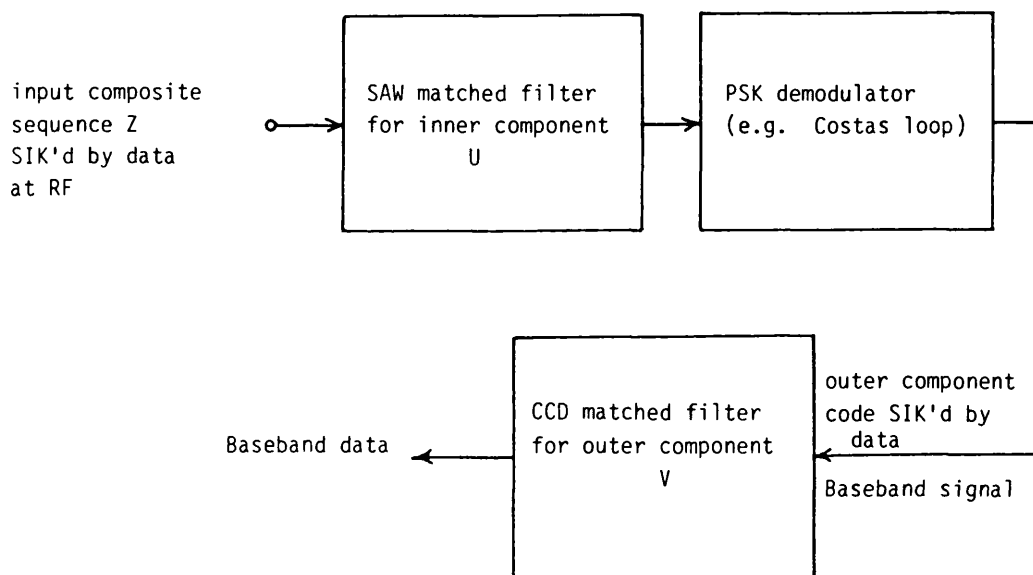 input composite
sequence Z
SIK'd by data
at RF
SAW matched filter
for inner component
U
PSK demodulator
(e.g. Costas loop)
Baseband data
CCD matched filter
for outer component
V
outer component
code SIK'd by
data
Baseband signal